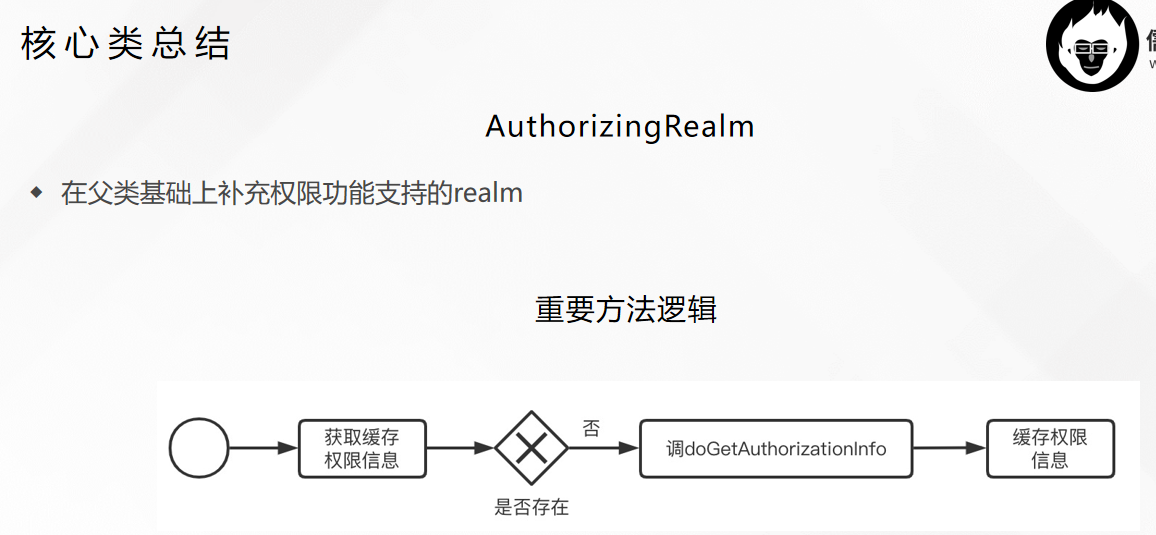 核心类总结
AuthorizingRealm
在父类基础上补充权限功能支持的realm
重要方法逻辑
获取缓存
权限信息
是否存在
否
调doGetAuthorizationInfo
缓存权限
信息